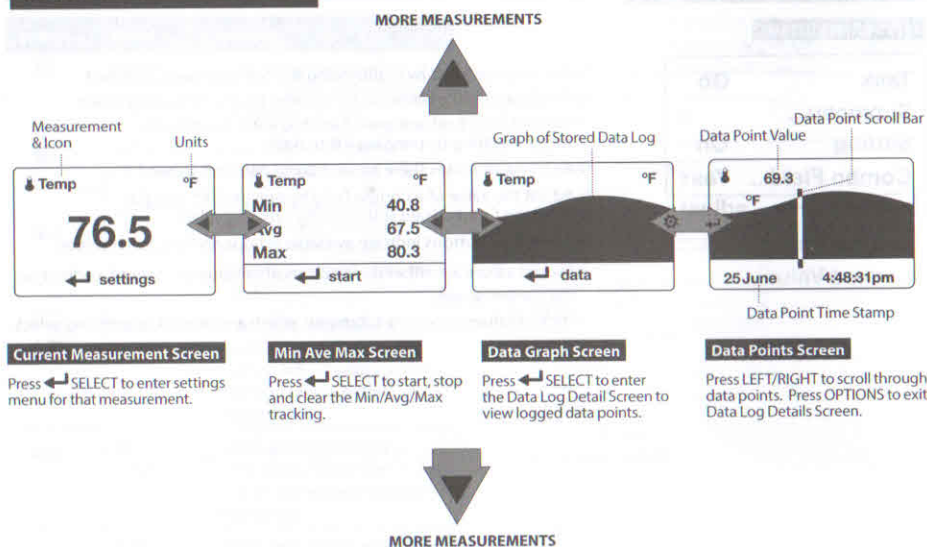 MORE MEASUREMENTS
Measurement
& Icon
Units
Graph of Stored Data Log
Data Point Value
Data Point Scroll Bar
Temp °F
76.5
settings
Temp °F
Min 40.8
Avg 67.5
Max 80.3
start
Temp °F
data
69.3
°F
25 June 4:48:31pm
Data Point Time Stamp
Current Measurement Screen
Press SELECT to enter settings
menu for that measurement.
Min Ave Max Screen
Press SELECT to start, stop
and clear the Min/Avg/Max
tracking.
Data Graph Screen
Press SELECT to enter
the Data Log Detail Screen to
view logged data points.
Data Points Screen
Press LEFT/RIGHT to scroll through
data points. Press OPTIONS to exit
Data Log Details Screen.
MORE MEASUREMENTS